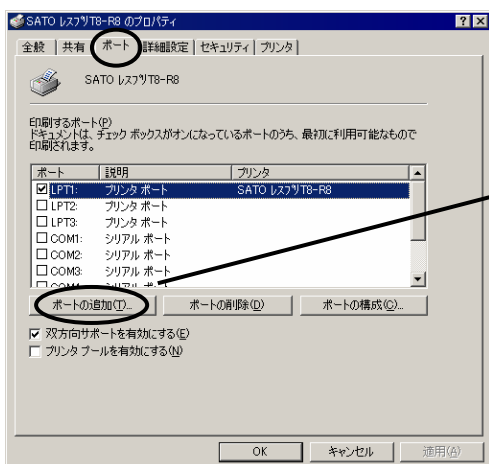 SATO レスプリT8-R8 のプロパティ
全般 共有 ポート 詳細設定 セキュリティ プリンタ
SATO レスプリT8-R8
印刷するポート(P)
ドキュメントは、チェック ボックスがオンになっているポートのうち、最初に利用可能なもので
印刷されます。
ポート 説明 プリンタ
LPT1: プリンタ ポート SATO レスプリT8-R8
LPT2: プリンタ ポート
LPT3: プリンタ ポート
COM1: シリアル ポート
COM2: シリアル ポート
COM3: シリアル ポート
COM4: シリアル ポート
ポートの追加(T)... ポートの削除(D) ポートの構成(C)...
双方向サポートを有効にする(E)
プリンタ プールを有効にする(N)
OK キャンセル 適用(A)